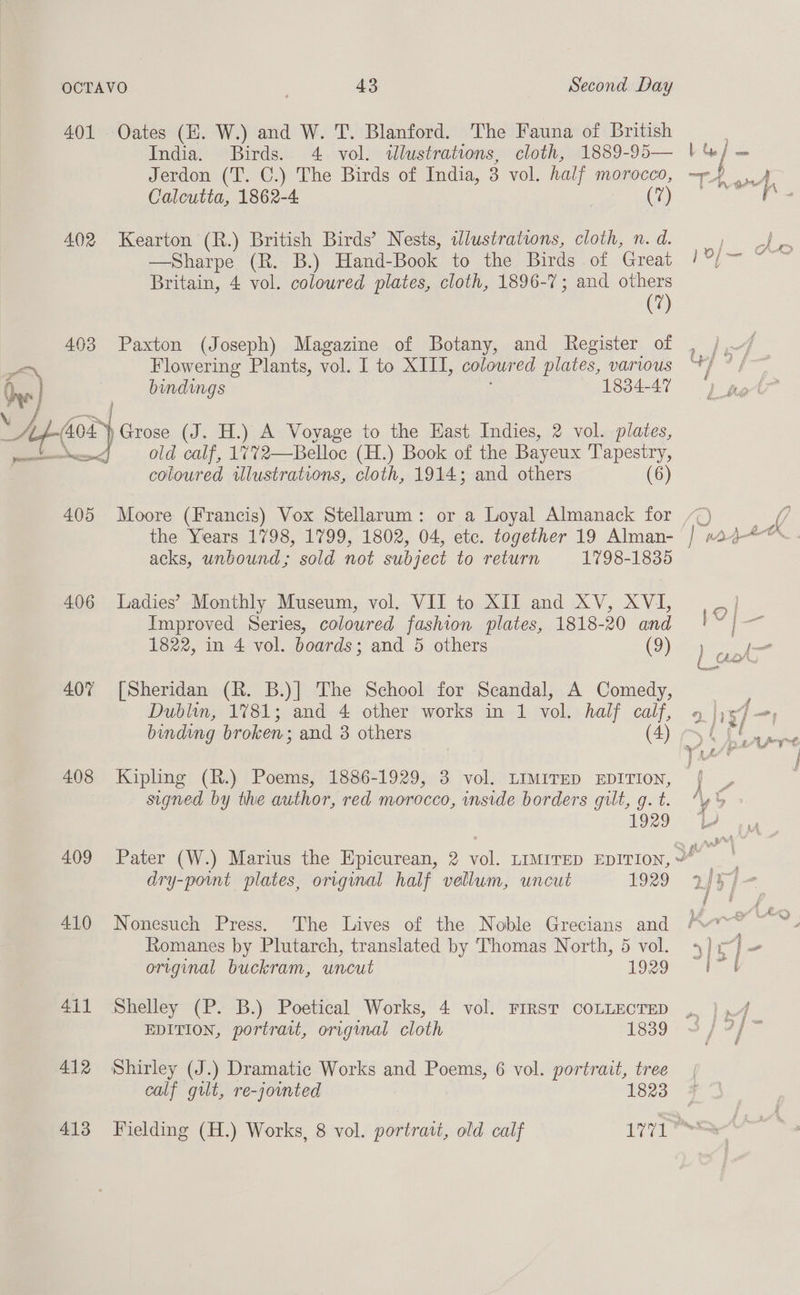 OCTAVO 43 Second Day
401 Oates (E. W.) and W. T. Blanford. The Fauna of British
India. Birds. 4 vol. illustrations, cloth, 1889-95—
Jerdon (T. C.) The Birds of India, 3 vol. half morocco,
Calcutta, 1862-4 (7)
402 Kearton (R.) British Birds' Nests, illustrations, cloth, n. d.
—Sharpe (R. B.) Hand-Book to the Birds of Great
Britain, 4 vol. coloured plates, cloth, 1896-7; and others
(7)
403 Paxton (Joseph) Magazine of Botany, and Register of
Flowering Plants, vol. I to XIII, coloured plates, various
bindings 1834-47
404 Grose (J. H.) A Voyage to the East Indies, 2 vol. plates,
old calf, 1772—Belloc (H.) Book of the Bayeux Tapestry,
coloured illustrations, cloth, 1914; and others (6)
405 Moore (Francis) Vox Stellarum: or a Loyal Almanack for
the Years 1798, 1799, 1802, 04, etc. together 19 Alman-
acks, unbound; sold not subject to return 1798-1835
406 Ladies' Monthly Museum, vol. VII to XII and XV, XVI,
Improved Series, coloured fashion plates, 1818-20 and
1822, in 4 vol. boards; and 5 others (9)
407 [Sheridan (R. B.)] The School for Scandal, A Comedy,
Dublin, 1781; and 4 other works in 1 vol. half calf,
binding broken; and 3 others (4)
408 Kipling (R.) Poems, 1886-1929, 3 vol. LIMITED EDITION,
signed by the author, red morocco, inside borders gilt, g. t.
1929
409 Pater (W.) Marius the Epicurean, 2 vol. LIMITED EDITION,
dry-point plates, original half vellum, uncut 1929
410 Nonesuch Press. The Lives of the Noble Grecians and
Romanes by Plutarch, translated by Thomas North, 5 vol.
original buckram, uncut 1929
411 Shelley (P. B.) Poetical Works, 4 vol. FIRST COLLECTED
EDITION, portrait, original cloth 1839
412 Shirley (J.) Dramatic Works and Poems, 6 vol. portrait, tree
calf gilt, re-jointed 1823
413 Fielding (H.) Works, 8 vol. portrait, old calf 1771